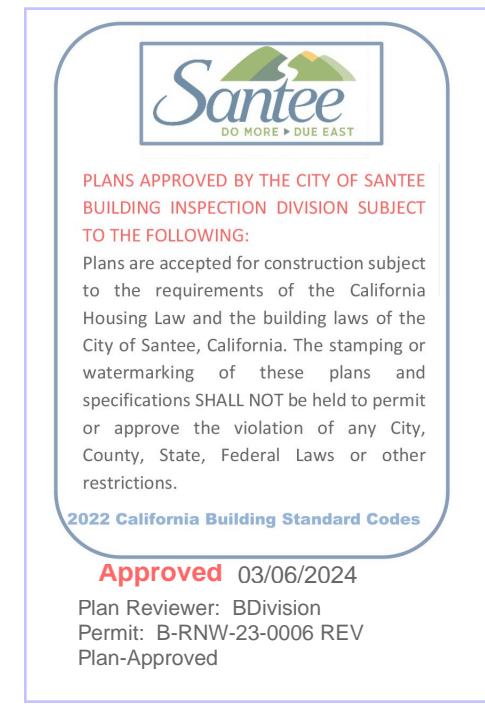 Santee
DO MORE ▶ DUE EAST
PLANS APPROVED BY THE CITY OF SANTEE
BUILDING INSPECTION DIVISION SUBJECT
TO THE FOLLOWING:
Plans are accepted for construction subject
to the requirements of the California
Housing Law and the building laws of the
City of Santee, California. The stamping or
watermarking of these plans and
specifications SHALL NOT be held to permit
or approve the violation of any City,
County, State, Federal Laws or other
restrictions.
2022 California Building Standard Codes
Approved 03/06/2024
Plan Reviewer: BDivision
Permit: B-RNW-23-0006 REV
Plan-Approved